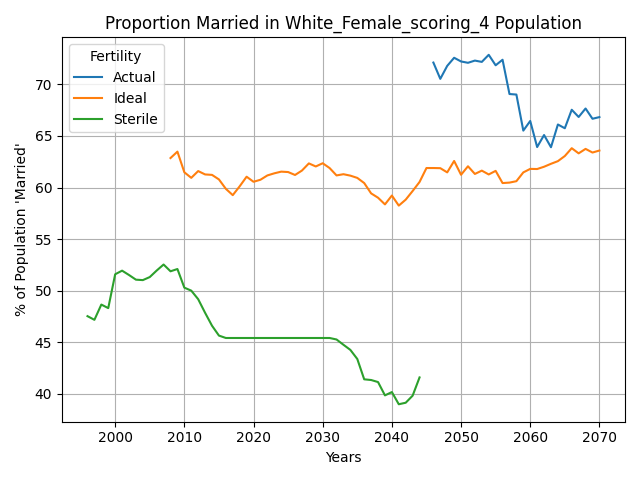 Proportion Married in White_Female_scoring_4 Population
Fertility
Actual
Ideal
Sterile
% of Population 'Married'
70
65
60
55
50
45
40
2000
2010
2020
2030
2040
2050
2060
2070
Years